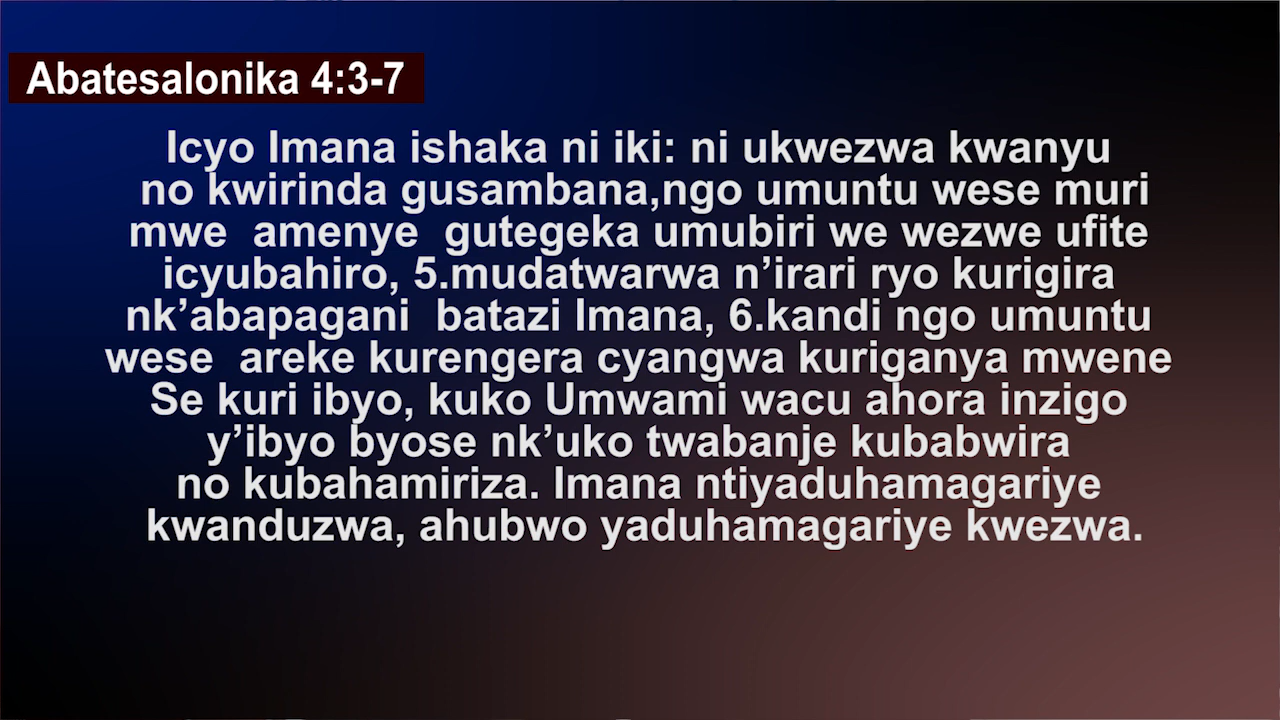 Abatesalonika 4:3-7
Icyo Imana ishaka ni iki: ni ukwezwa kwanyu
no kwirinda gusambana,ngo umuntu wese muri
mwe  amenye  gutegeka umubiri we wezwe ufite
icyubahiro, 5.mudatwarwa n’irari ryo kurigira
nk’abapagani  batazi Imana, 6.kandi ngo umuntu
wese  areke kurengera cyangwa kuriganya mwene
Se kuri ibyo, kuko Umwami wacu ahora inzigo
y’ibyo byose nk’uko twabanje kubabwira
no kubahamiriza. Imana ntiyaduhamagariye
kwanduzwa, ahubwo yaduhamagariye kwezwa.